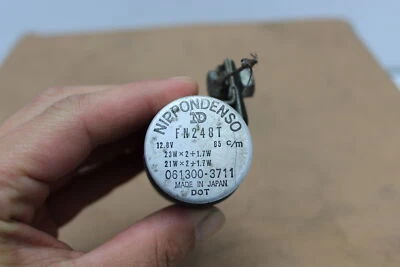 NIPPONDENSO
ND
FN248T
12.8V 85 c/m
23W×2+1.7W
21W×2+1.7W
061300-3711
MADE IN JAPAN
DOT